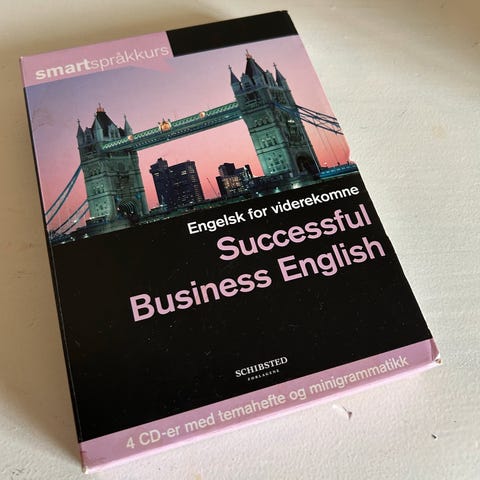 smartspråkkurs
Engelsk for viderekomne
Successful
Business English
SCHIBSTED
FORLAGENE
4 CD-er med temahefte og minigrammatikk